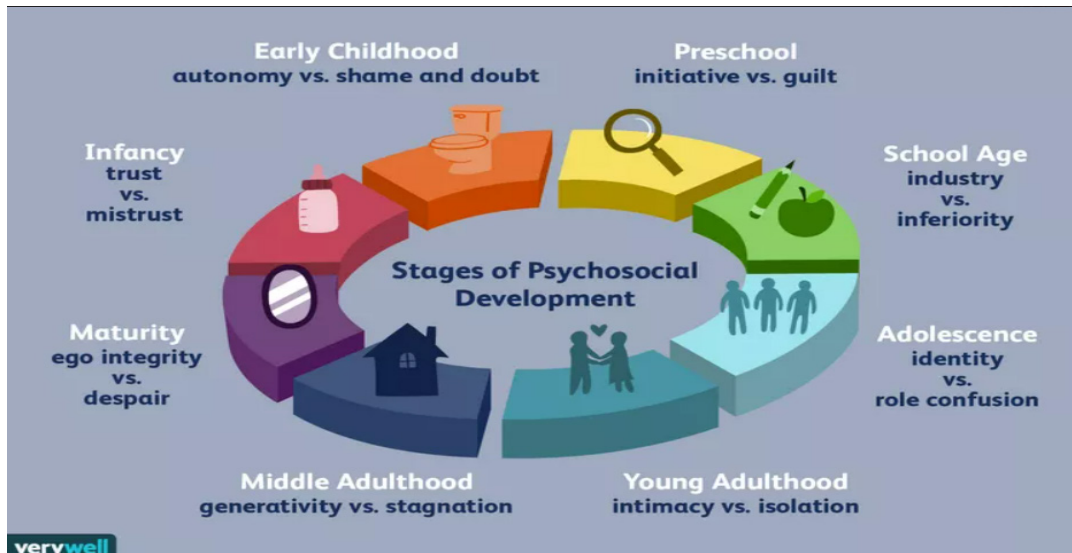 Early Childhood
autonomy vs. shame and doubt
Preschool
initiative vs. guilt
Infancy
trust
vs.
mistrust
School Age
industry
vs.
inferiority
Stages of Psychosocial
Development
Maturity
ego integrity
vs.
despair
Adolescence
identity
vs.
role confusion
Middle Adulthood
generativity vs. stagnation
Young Adulthood
intimacy vs. isolation
verywell